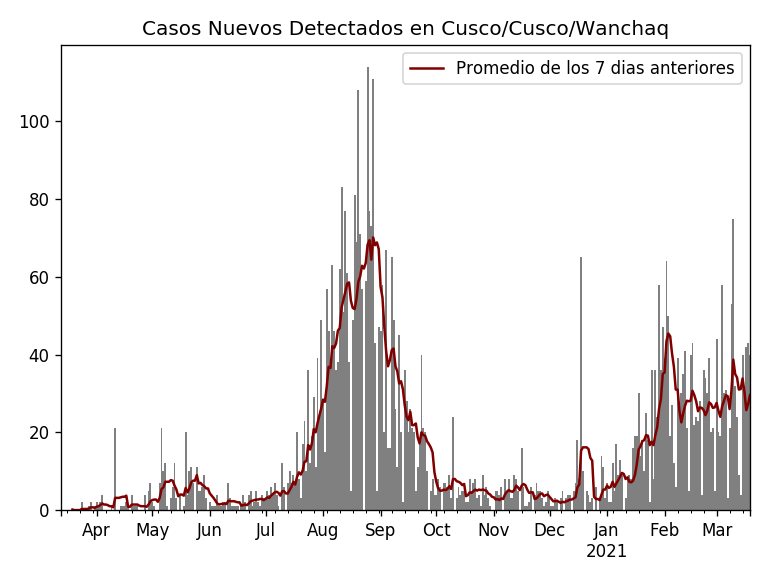 Casos Nuevos Detectados en Cusco/Cusco/Wanchaq
Promedio de los 7 dias anteriores
100
80
60
40
20
0
Apr May Jun Jul Aug Sep Oct Nov Dec Jan Feb Mar
2021